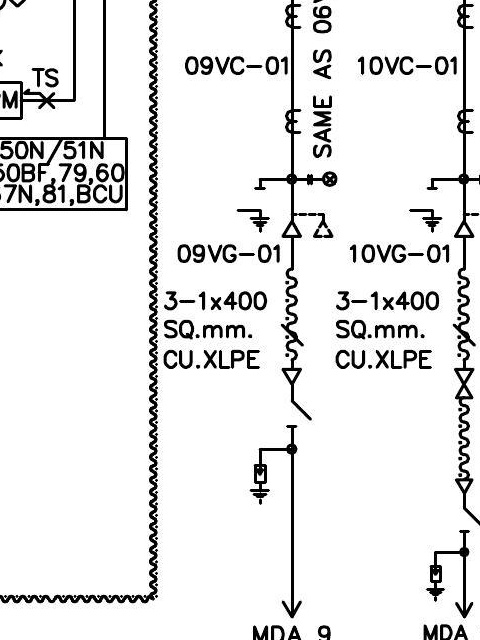 09VC-01
10VC-01
SAME AS 06V
TS
50N/51N
50BF,79,60
67N,81,BCU
09VG-01
10VG-01
3-1x400
SQ.mm.
CU.XLPE
3-1x400
SQ.mm.
CU.XLPE
MDA 9
MDA